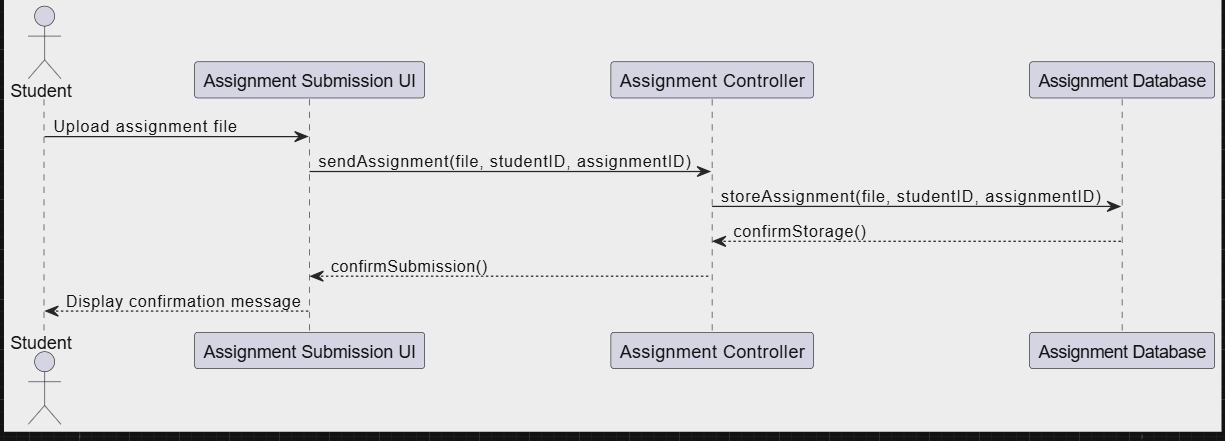 Student
Assignment Submission UI
Assignment Controller
Assignment Database
Upload assignment file
sendAssignment(file, studentID, assignmentID)
storeAssignment(file, studentID, assignmentID)
confirmStorage()
confirmSubmission()
Display confirmation message
Student
Assignment Submission UI
Assignment Controller
Assignment Database